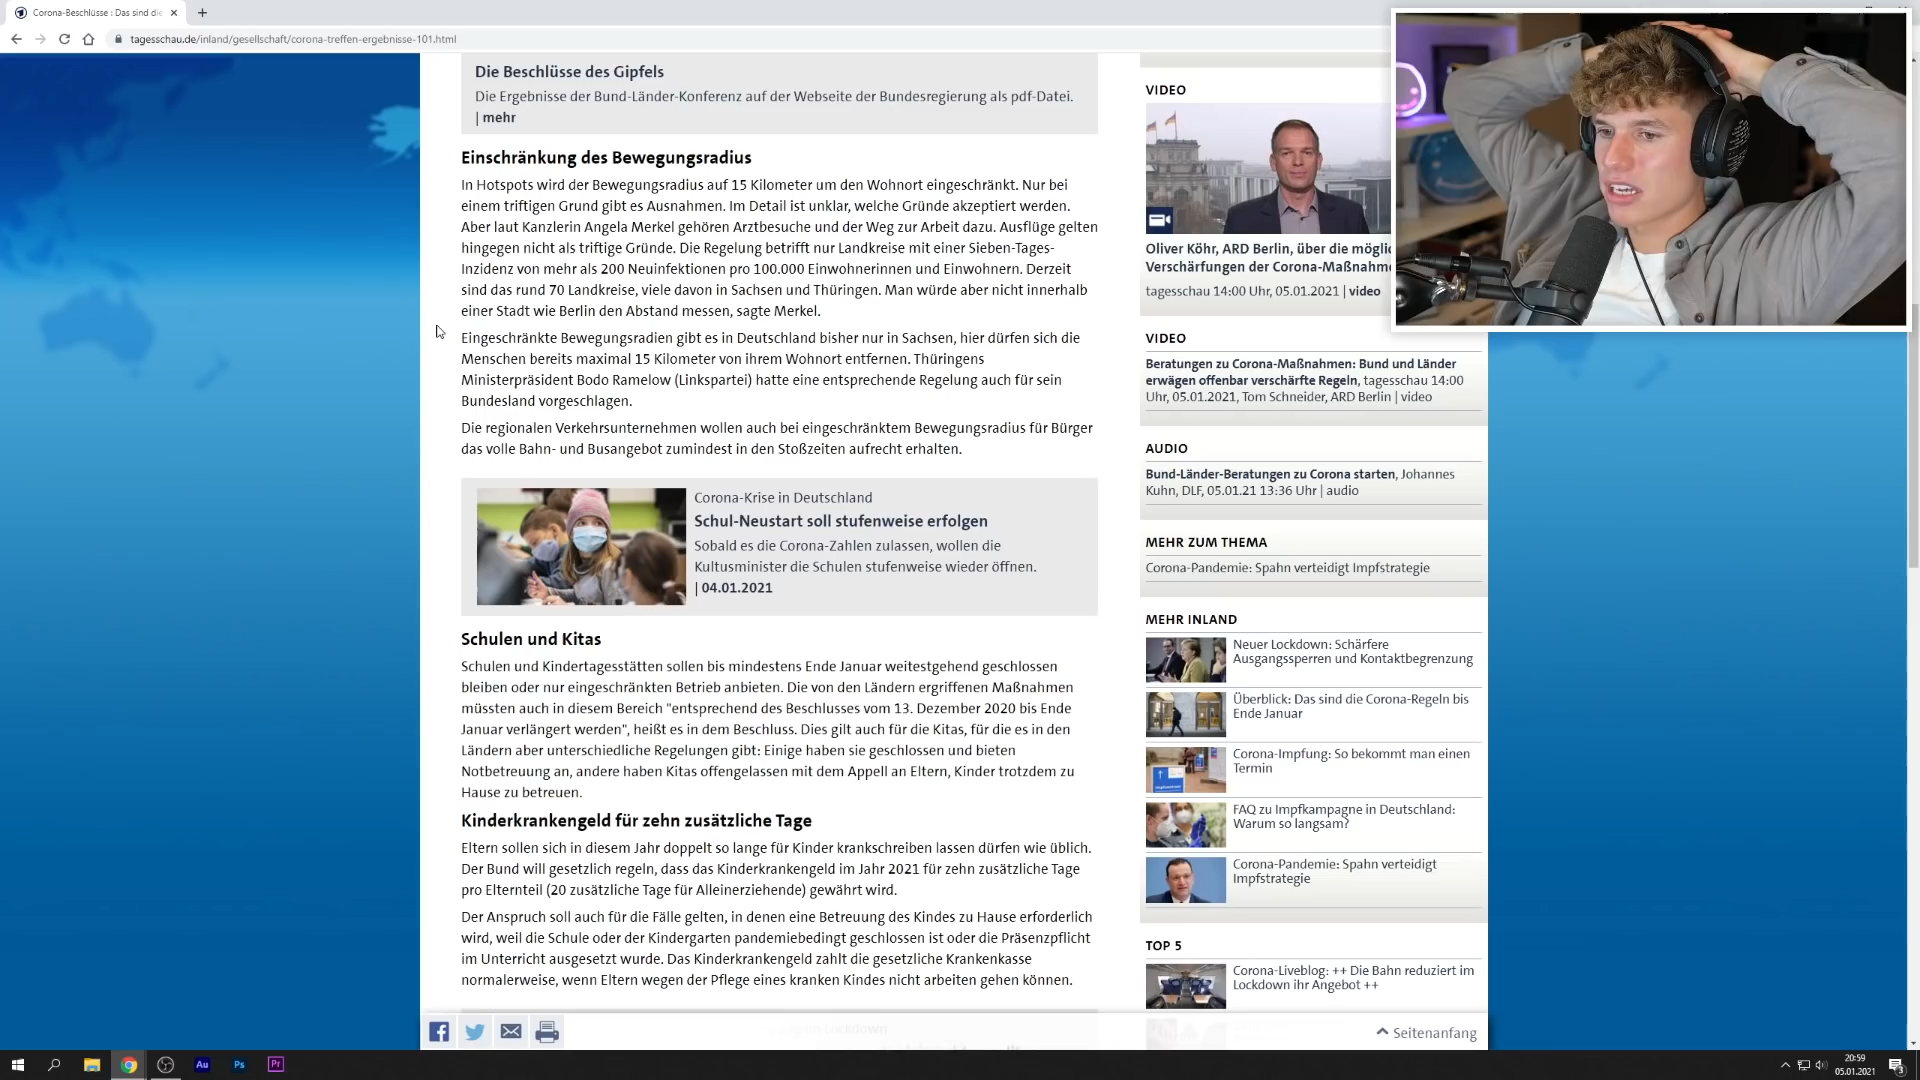 Corona-Beschlüsse : Das sind die
tagesschau.de/inland/gesellschaft/corona-treffen-ergebnisse-101.html
Die Beschlüsse des Gipfels
Die Ergebnisse der Bund-Länder-Konferenz auf der Webseite der Bundesregierung als pdf-Datei.
| mehr
Einschränkung des Bewegungsradius
In Hotspots wird der Bewegungsradius auf 15 Kilometer um den Wohnort eingeschränkt. Nur bei
einem triftigen Grund gibt es Ausnahmen. Im Detail ist unklar, welche Gründe akzeptiert werden.
Aber laut Kanzlerin Angela Merkel gehören Arztbesuche und der Weg zur Arbeit dazu. Ausflüge gelten
hingegen nicht als triftige Gründe. Die Regelung betrifft nur Landkreise mit einer Sieben-Tages-
Inzidenz von mehr als 200 Neuinfektionen pro 100.000 Einwohnerinnen und Einwohnern. Derzeit
sind das rund 70 Landkreise, viele davon in Sachsen und Thüringen. Man würde aber nicht innerhalb
einer Stadt wie Berlin den Abstand messen, sagte Merkel.
Eingeschränkte Bewegungsradien gibt es in Deutschland bisher nur in Sachsen, hier dürfen sich die
Menschen bereits maximal 15 Kilometer von ihrem Wohnort entfernen. Thüringens
Ministerpräsident Bodo Ramelow (Linkspartei) hatte eine entsprechende Regelung auch für sein
Bundesland vorgeschlagen.
Die regionalen Verkehrsunternehmen wollen auch bei eingeschränktem Bewegungsradius für Bürger
das volle Bahn- und Busangebot zumindest in den Stoßzeiten aufrecht erhalten.
Corona-Krise in Deutschland
Schul-Neustart soll stufenweise erfolgen
Sobald es die Corona-Zahlen zulassen, wollen die
Kultusminister die Schulen stufenweise wieder öffnen.
| 04.01.2021
Schulen und Kitas
Schulen und Kindertagesstätten sollen bis mindestens Ende Januar weitestgehend geschlossen
bleiben oder nur eingeschränkten Betrieb anbieten. Die von den Ländern ergriffenen Maßnahmen
müssten auch in diesem Bereich "entsprechend des Beschlusses vom 13. Dezember 2020 bis Ende
Januar verlängert werden", heißt es in dem Beschluss. Dies gilt auch für die Kitas, für die es in den
Ländern aber unterschiedliche Regelungen gibt: Einige haben sie geschlossen und bieten
Notbetreuung an, andere haben Kitas offengelassen mit dem Appell an Eltern, Kinder trotzdem zu
Hause zu betreuen.
Kinderkrankengeld für zehn zusätzliche Tage
Eltern sollen sich in diesem Jahr doppelt so lange für Kinder krankschreiben lassen dürfen wie üblich.
Der Bund will gesetzlich regeln, dass das Kinderkrankengeld im Jahr 2021 für zehn zusätzliche Tage
pro Elternteil (20 zusätzliche Tage für Alleinerziehende) gewährt wird.
Der Anspruch soll auch für die Fälle gelten, in denen eine Betreuung des Kindes zu Hause erforderlich
wird, weil die Schule oder der Kindergarten pandemiebedingt geschlossen ist oder die Präsenzpflicht
im Unterricht ausgesetzt wurde. Das Kinderkrankengeld zahlt die gesetzliche Krankenkasse
normalerweise, wenn Eltern wegen der Pflege eines kranken Kindes nicht arbeiten gehen können.
VIDEO
Oliver Köhr, ARD Berlin, über die mögli
Verschärfungen der Corona-Maßnahme
tagesschau 14:00 Uhr, 05.01.2021 | video
VIDEO
Beratungen zu Corona-Maßnahmen: Bund und Länder
erwägen offenbar verschärfte Regeln, tagesschau 14:00
Uhr, 05.01.2021, Tom Schneider, ARD Berlin | video
AUDIO
Bund-Länder-Beratungen zu Corona starten, Johannes
Kuhn, DLF, 05.01.21 13:36 Uhr | audio
MEHR ZUM THEMA
Corona-Pandemie: Spahn verteidigt Impfstrategie
MEHR INLAND
Neuer Lockdown: Schärfere
Ausgangssperren und Kontaktbegrenzung
Überblick: Das sind die Corona-Regeln bis
Ende Januar
Corona-Impfung: So bekommt man einen
Termin
FAQ zu Impfkampagne in Deutschland:
Warum so langsam?
Corona-Pandemie: Spahn verteidigt
Impfstrategie
TOP 5
Corona-Liveblog: ++ Die Bahn reduziert im
Lockdown ihr Angebot ++
Seitenanfang
Au
Ps
Pr
20:59
05.01.2021